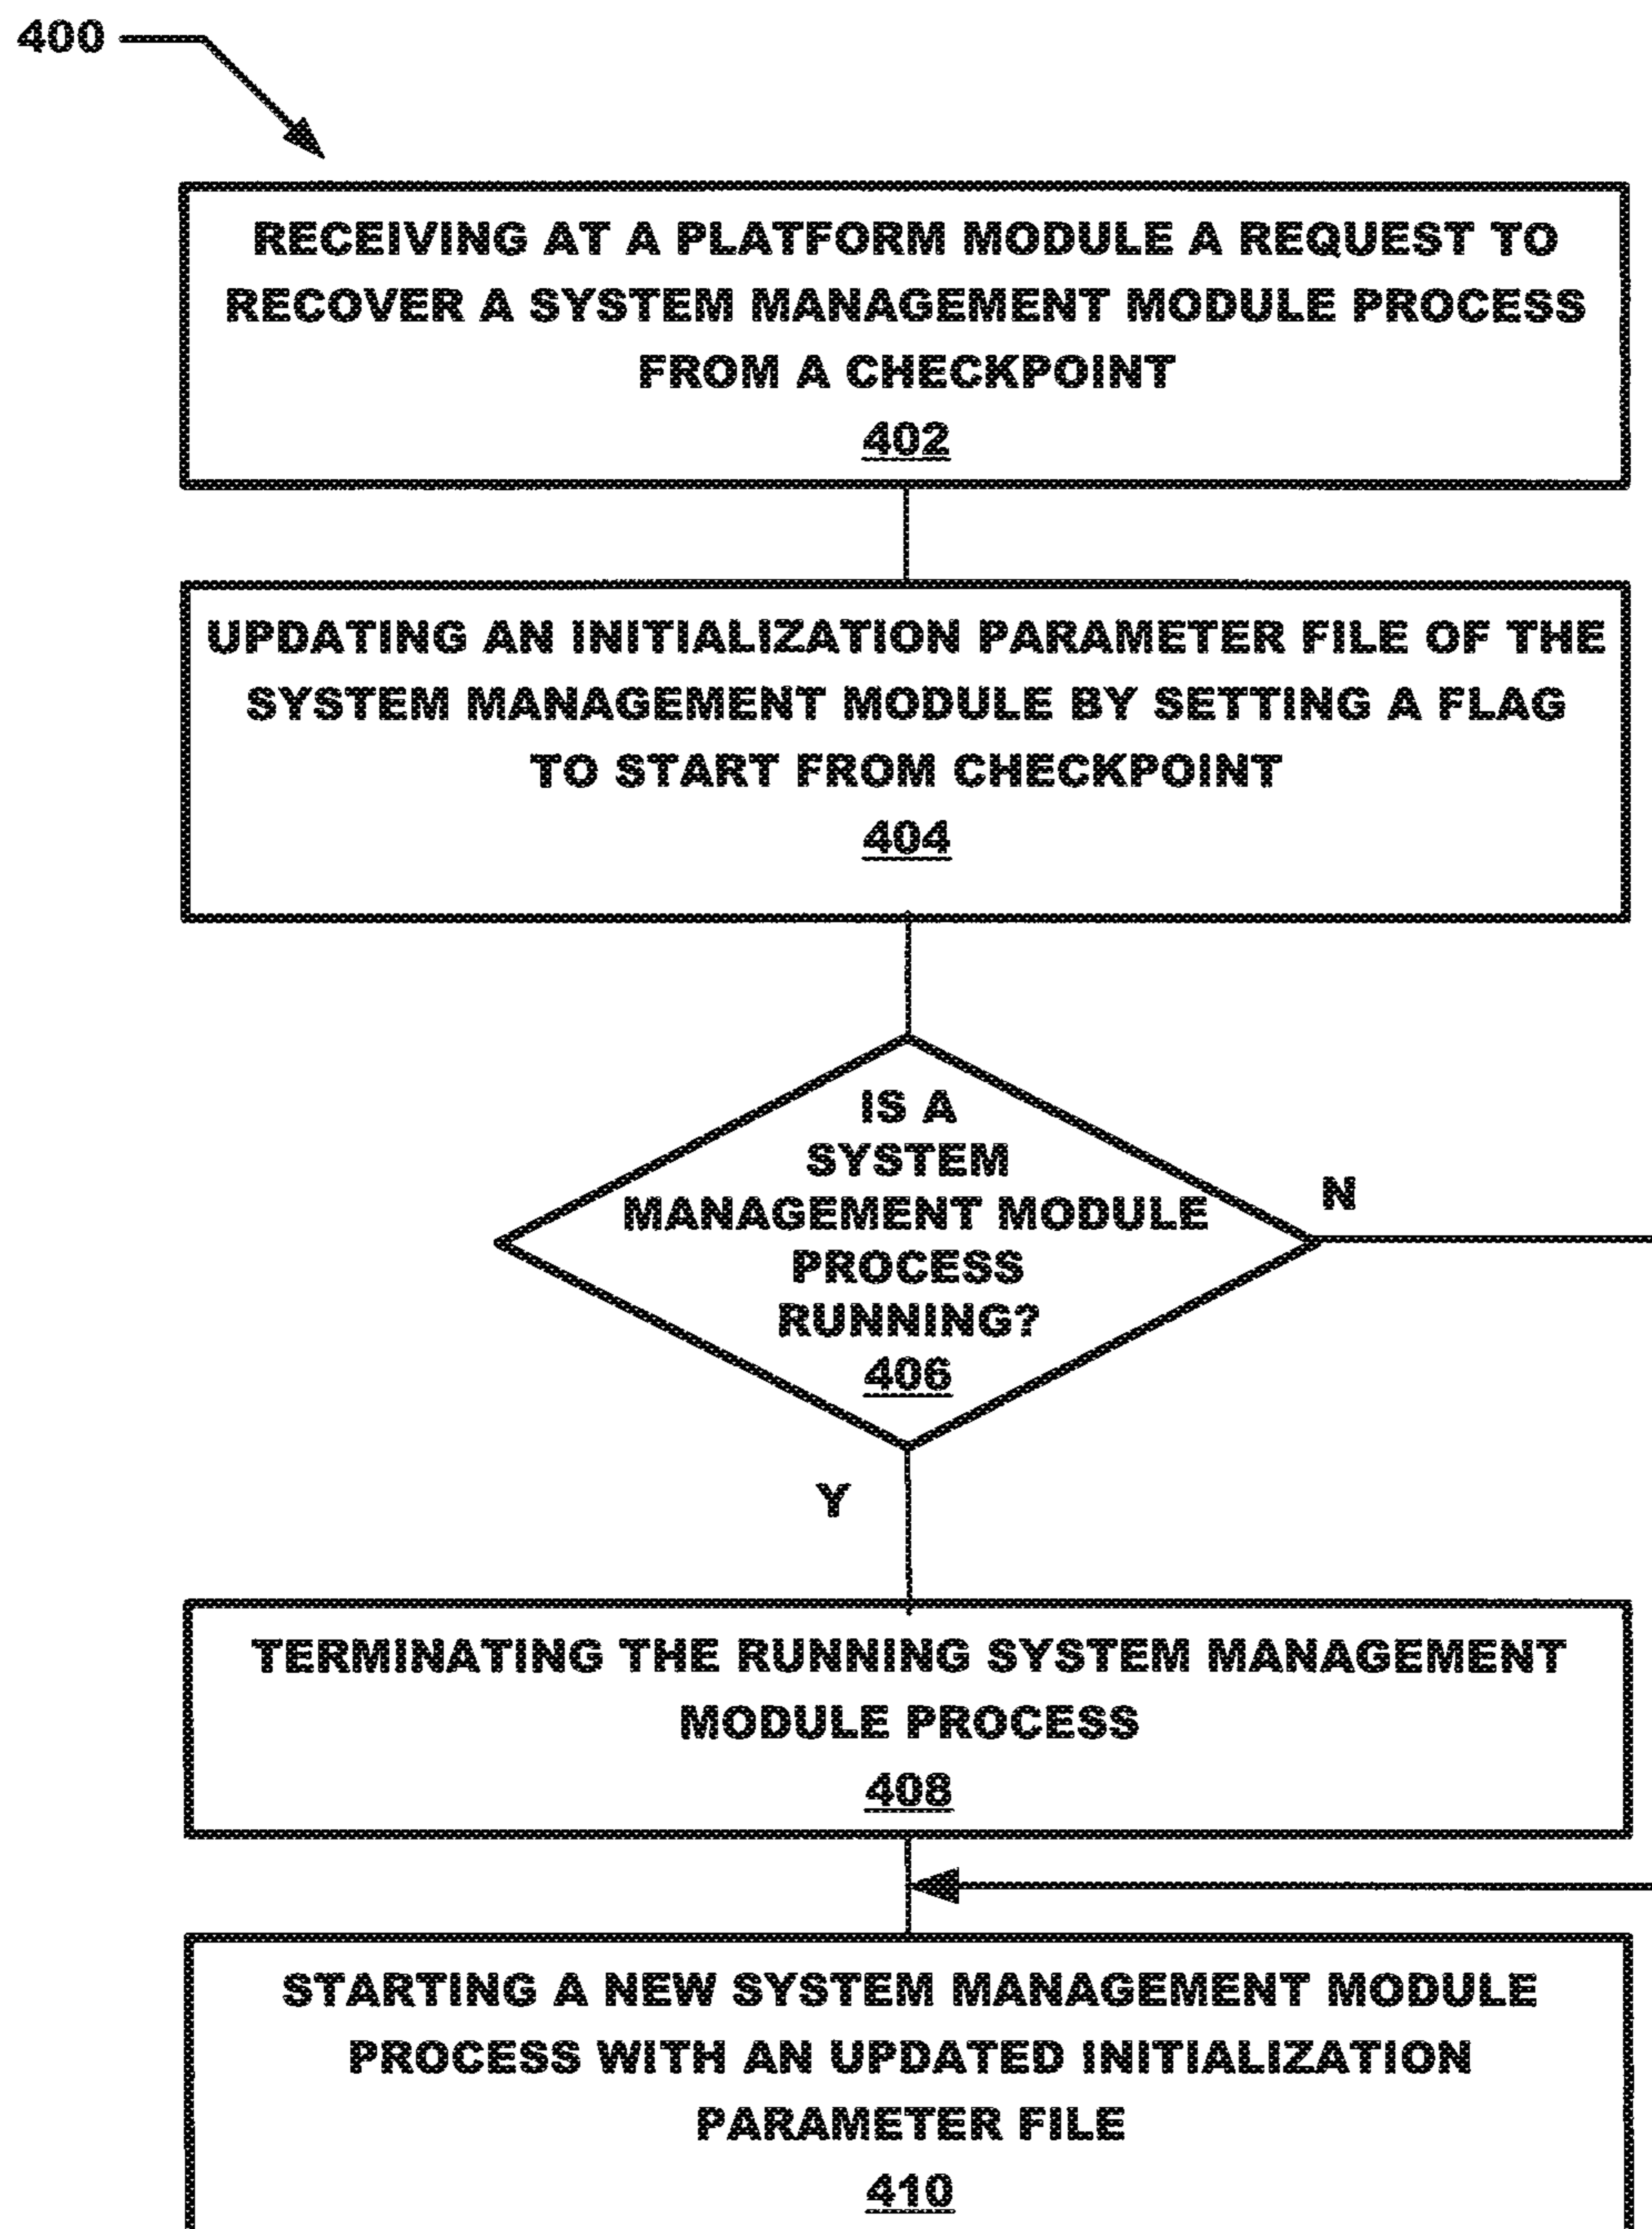 400
RECEIVING AT A PLATFORM MODULE A REQUEST TO
RECOVER A SYSTEM MANAGEMENT MODULE PROCESS
FROM A CHECKPOINT
402
UPDATING AN INITIALIZATION PARAMETER FILE OF THE
SYSTEM MANAGEMENT MODULE BY SETTING A FLAG
TO START FROM CHECKPOINT
404
IS A
SYSTEM
MANAGEMENT MODULE
PROCESS
RUNNING?
406
N
Y
TERMINATING THE RUNNING SYSTEM MANAGEMENT
MODULE PROCESS
408
STARTING A NEW SYSTEM MANAGEMENT MODULE
PROCESS WITH AN UPDATED INITIALIZATION
PARAMETER FILE
410